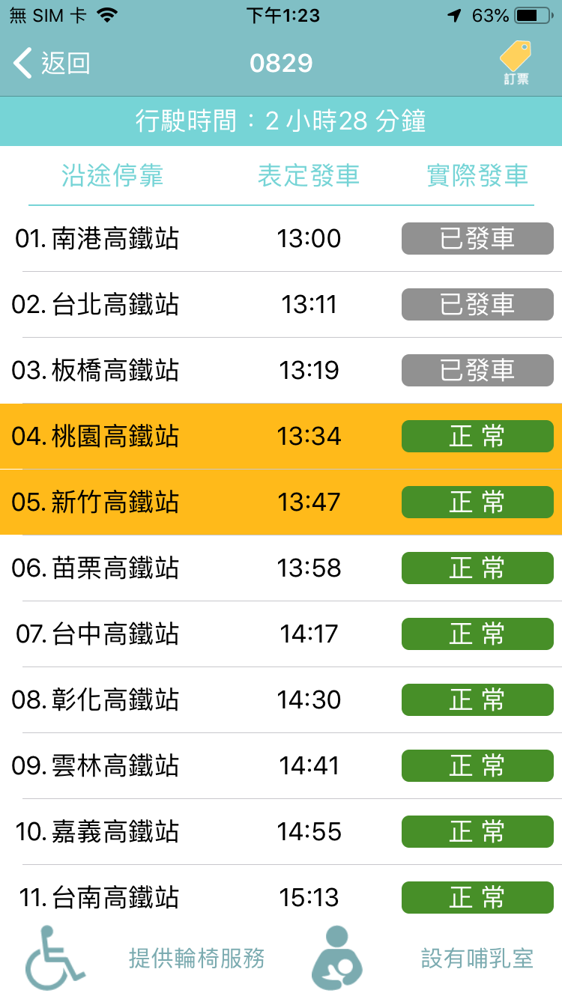 無 SIM 卡 下午1:23 63%
返回 0829 訂票
行駛時間：2 小時28 分鐘
沿途停靠 表定發車 實際發車
01. 南港高鐵站 13:00 已發車
02. 台北高鐵站 13:11 已發車
03. 板橋高鐵站 13:19 已發車
04. 桃園高鐵站 13:34 正 常
05. 新竹高鐵站 13:47 正 常
06. 苗栗高鐵站 13:58 正 常
07. 台中高鐵站 14:17 正 常
08. 彰化高鐵站 14:30 正 常
09. 雲林高鐵站 14:41 正 常
10. 嘉義高鐵站 14:55 正 常
11. 台南高鐵站 15:13 正 常
提供輪椅服務 設有哺乳室